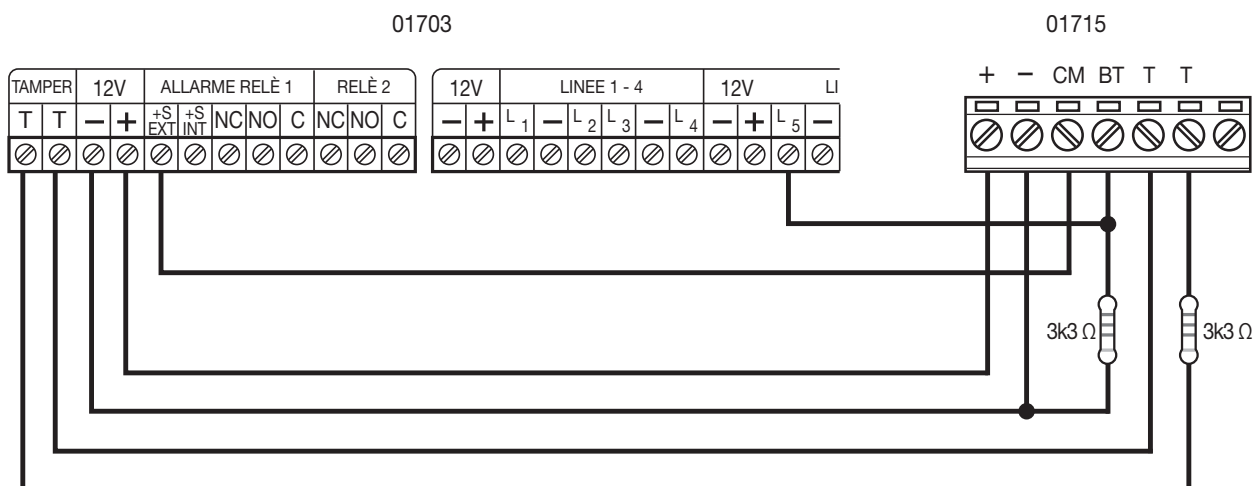 01703 01715
TAMPER 12V ALLARME RELÈ 1 RELÈ 2 12V LINEE 1 - 4 12V LI + − CM BT T T
T T − + +S EXT +S INT NC NO C NC NO C − + L1 − L2 L3 − L4 − + L5 −
3k3 Ω 3k3 Ω